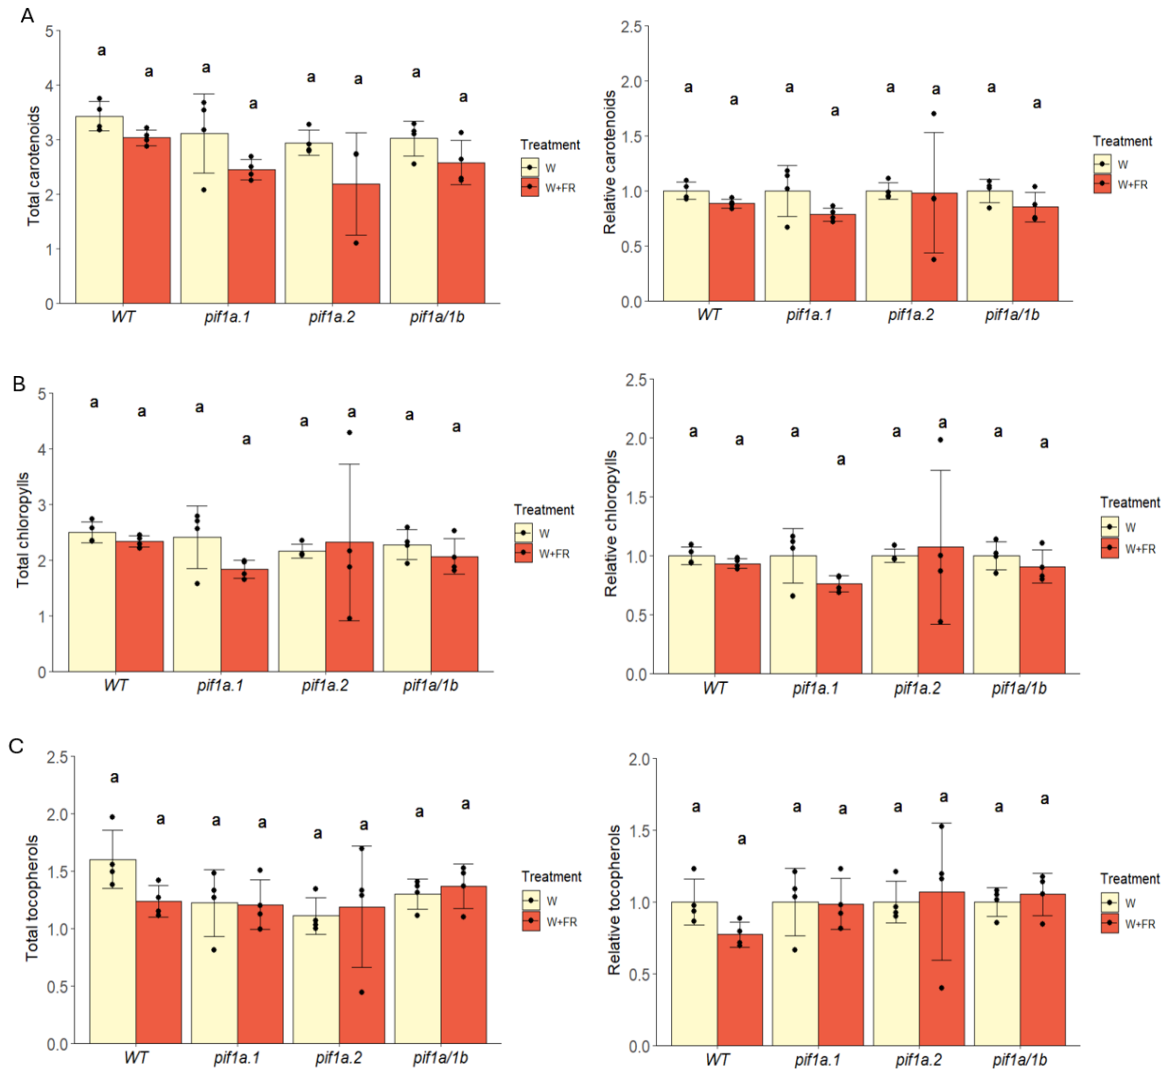 A
Total carotenoids
5
4
3
2
1
0
a a a a a a a a
WT pif1a.1 pif1a.2 pif1a/1b
Treatment
W
W+FR
Relative carotenoids
2.5
2.0
1.5
1.0
0.5
0.0
a a a a a a a a
WT pif1a.1 pif1a.2 pif1a/1b
Treatment
W
W+FR
B
Total chloropylls
5
4
3
2
1
0
a a a a a a a a
WT pif1a.1 pif1a.2 pif1a/1b
Treatment
W
W+FR
Relative chloropylls
2.5
2.0
1.5
1.0
0.5
0.0
a a a a a a a a
WT pif1a.1 pif1a.2 pif1a/1b
Treatment
W
W+FR
C
Total tocopherols
2.5
2.0
1.5
1.0
0.5
0.0
a a a a a a a a
WT pif1a.1 pif1a.2 pif1a/1b
Treatment
W
W+FR
Relative tocopherols
2.0
1.5
1.0
0.5
0.0
a a a a a a a a
WT pif1a.1 pif1a.2 pif1a/1b
Treatment
W
W+FR